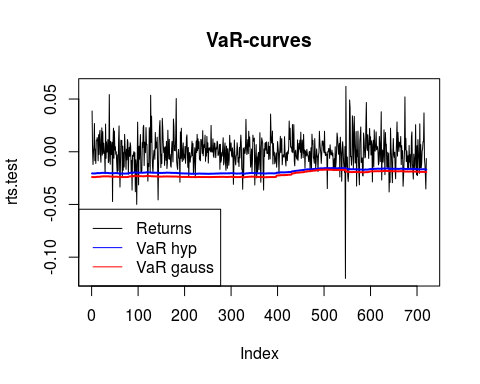 VaR-curves
rts.test
0.05
0.00
-0.05
-0.10
Returns
VaR hyp
VaR gauss
0 100 200 300 400 500 600 700
Index